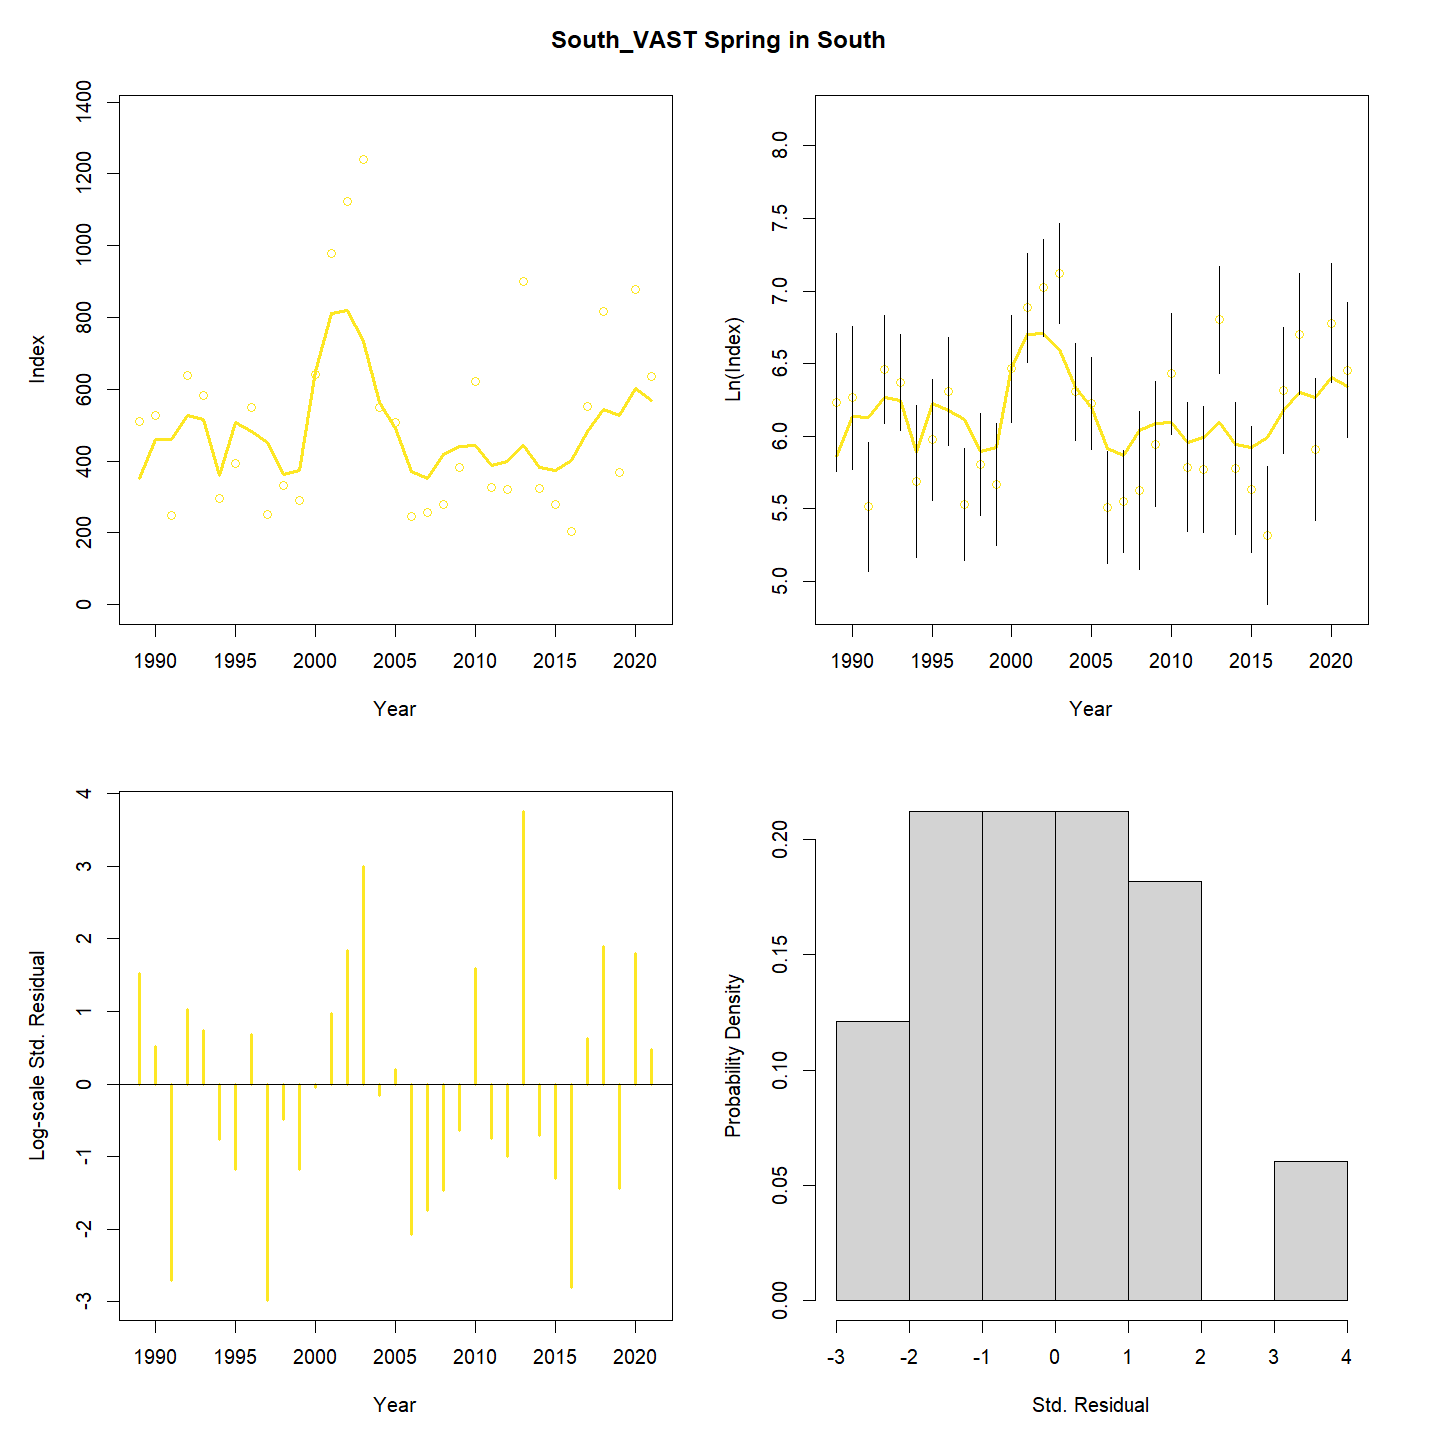 South_VAST Spring in South
Index
0 200 400 600 800 1000 1200 1400
1990 1995 2000 2005 2010 2015 2020
Year
Ln(Index)
5.0 5.5 6.0 6.5 7.0 7.5 8.0
1990 1995 2000 2005 2010 2015 2020
Year
Log-scale Std. Residual
-3 -2 -1 0 1 2 3 4
1990 1995 2000 2005 2010 2015 2020
Year
Probability Density
0.00 0.05 0.10 0.15 0.20
-3 -2 -1 0 1 2 3 4
Std. Residual